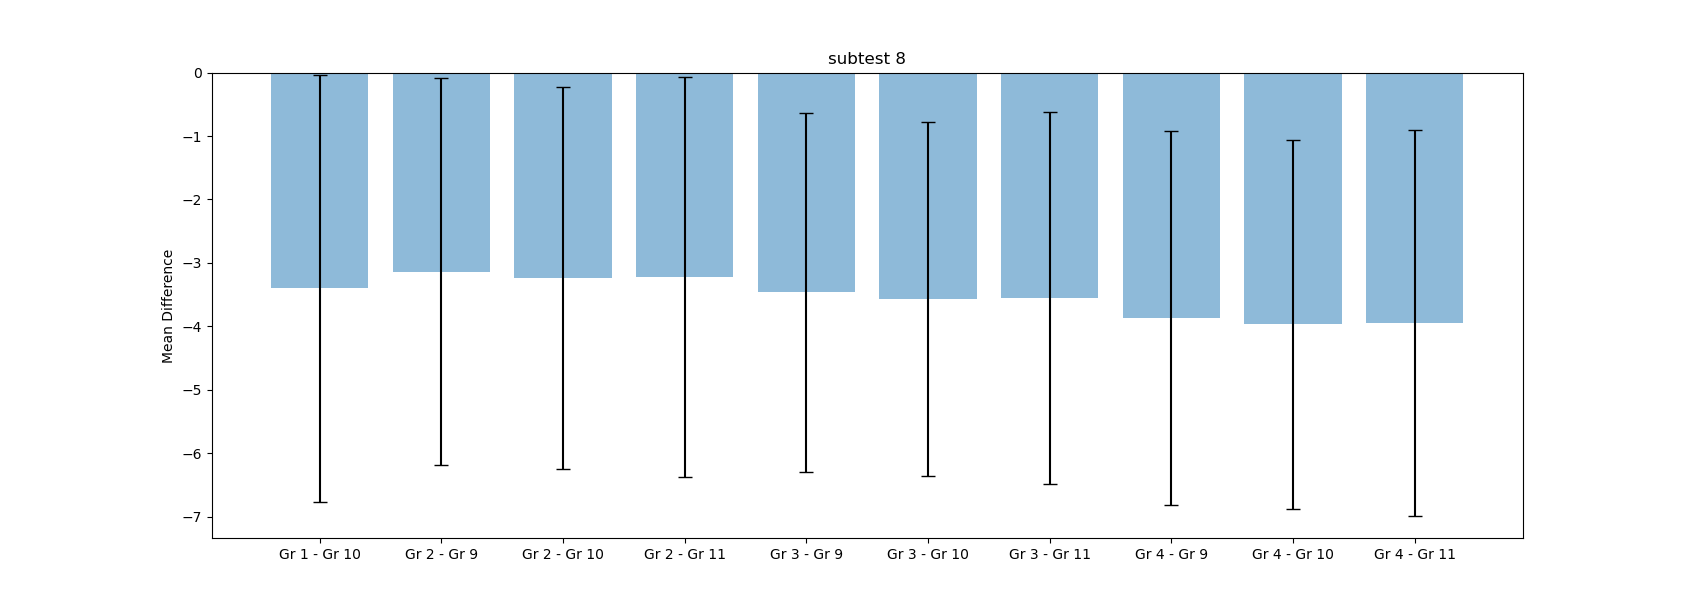 subtest 8
Mean Difference
0
−1
−2
−3
−4
−5
−6
−7
Gr 1 - Gr 10
Gr 2 - Gr 9
Gr 2 - Gr 10
Gr 2 - Gr 11
Gr 3 - Gr 9
Gr 3 - Gr 10
Gr 3 - Gr 11
Gr 4 - Gr 9
Gr 4 - Gr 10
Gr 4 - Gr 11